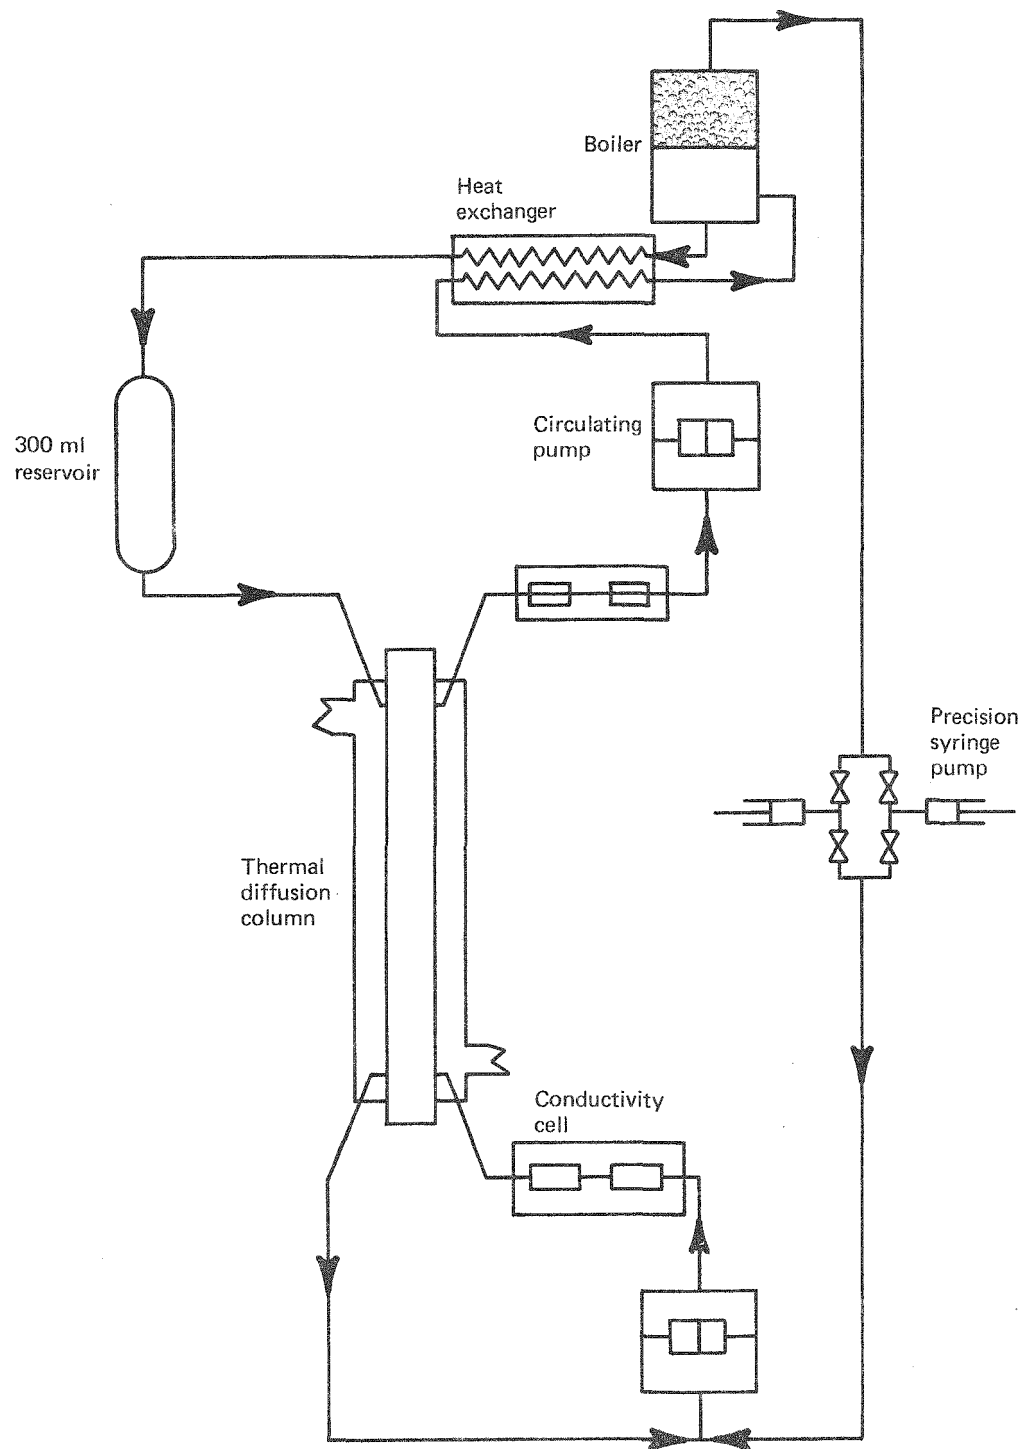 Boiler
Heat
exchanger
Circulating
pump
300 ml
reservoir
Precision
syringe
pump
Thermal
diffusion
column
Conductivity
cell